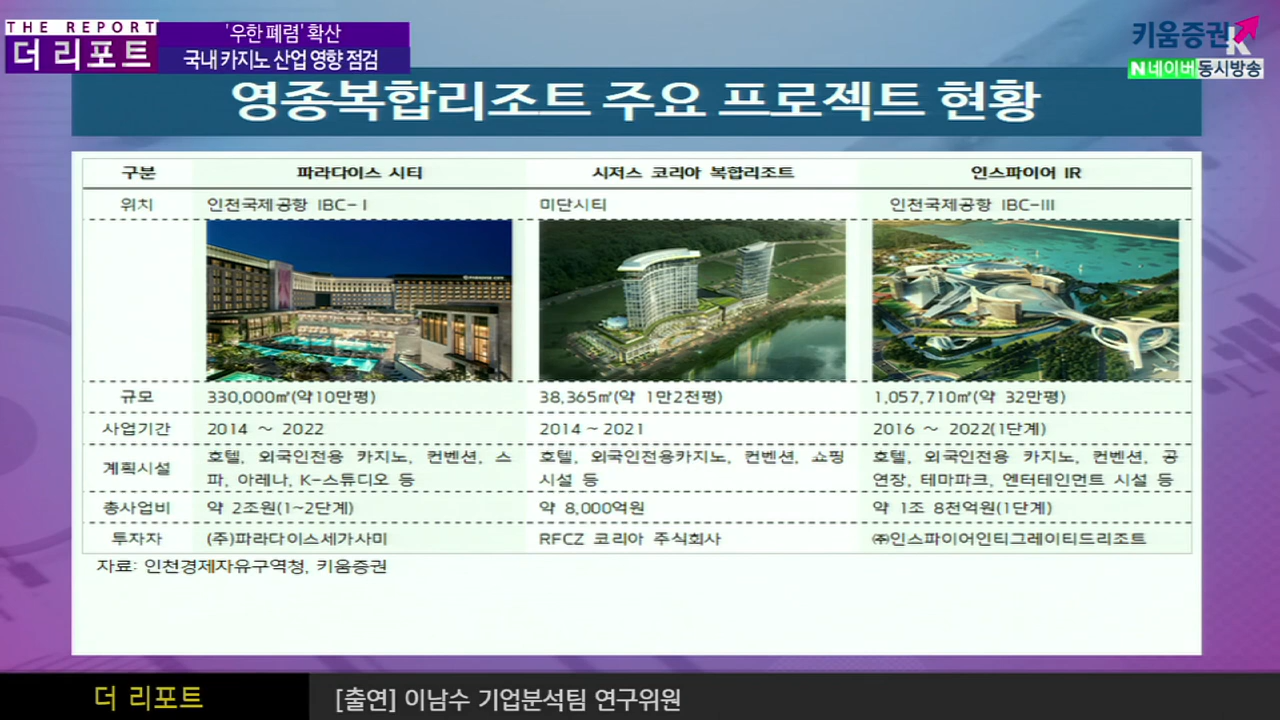 THE REPORT
더 리포트
'우한 폐렴' 확산
국내 카지노 산업 영향 점검
키움증권
N 네이버 동시방송
영종복합리조트 주요 프로젝트 현황
구분 파라다이스 시티 시저스 코리아 복합리조트 인스파이어 IR
위치 인천국제공항 IBC-Ⅰ 미단시티 인천국제공항 IBC-III
규모 330,000㎡(약10만평) 38,365㎡(약 1만2천평) 1,057,710㎡(약 32만평)
사업기간 2014 ~ 2022 2014 ~ 2021 2016 ~ 2022(1단계)
계획시설 호텔, 외국인전용 카지노, 컨벤션, 스파, 아레나, K-스튜디오 등 호텔, 외국인전용카지노, 컨벤션, 쇼핑시설 등 호텔, 외국인전용 카지노, 컨벤션, 공연장, 테마파크, 엔터테인먼트 시설 등
총사업비 약 2조원(1~2단계) 약 8,000억원 약 1조 8천억원(1단계)
투자자 (주)파라다이스세가사미 RFCZ 코리아 주식회사 ㈜인스파이어인티그레이티드리조트
자료: 인천경제자유구역청, 키움증권
더 리포트
[출연] 이남수 기업분석팀 연구위원